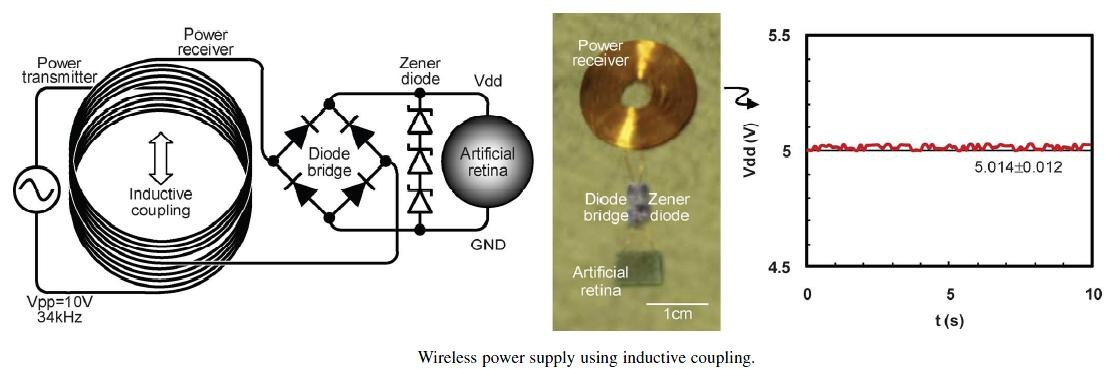 Power
receiver
Power
transmitter
Zener
diode
Vdd
Diode
bridge
Artificial
retina
Inductive
coupling
GND
Vpp=10V
34kHz
Power
receiver
Diode Zener
bridge diode
Artificial
retina
1cm
5.5
5
4.5
Vdd (V)
5.014±0.012
0 5 10
t (s)
Wireless power supply using inductive coupling.